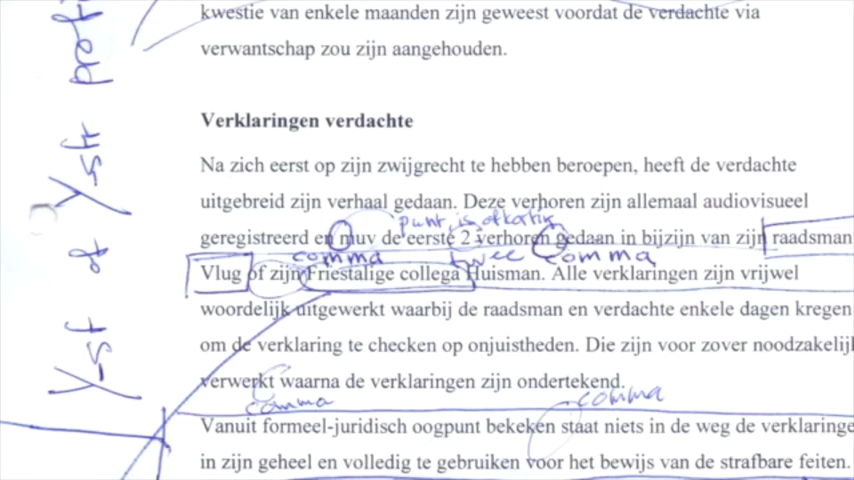 kwestie van enkele maanden zijn geweest voordat de verdachte via
verwantschap zou zijn aangehouden.
Verklaringen verdachte
Na zich eerst op zijn zwijgrecht te hebben beroepen, heeft de verdachte
uitgebreid zijn verhaal gedaan. Deze verhoren zijn allemaal audiovisueel
punt, is afkorting
geregistreerd en muv de eerste 2 verhoren gedaan in bijzijn van zijn raadsman
comma twee comma
Vlug of zijn Friestalige collega Huisman. Alle verklaringen zijn vrijwel
woordelijk uitgewerkt waarbij de raadsman en verdachte enkele dagen kregen
om de verklaring te checken op onjuistheden. Die zijn voor zover noodzakelijk
verwerkt waarna de verklaringen zijn ondertekend.
comma comma
Vanuit formeel-juridisch oogpunt bekeken staat niets in de weg de verklaringe
in zijn geheel en volledig te gebruiken voor het bewijs van de strafbare feiten.